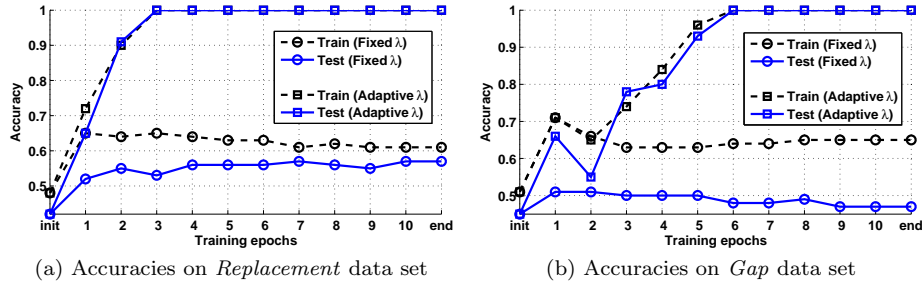 1
0.9
0.8
0.7
0.6
0.5
Accuracy
Train (Fixed λ)
Test (Fixed λ)
Train (Adaptive λ)
Test (Adaptive λ)
init 1 2 3 4 5 6 7 8 9 10 end
Training epochs
(a) Accuracies on Replacement data set
1
0.9
0.8
0.7
0.6
0.5
Accuracy
Train (Fixed λ)
Test (Fixed λ)
Train (Adaptive λ)
Test (Adaptive λ)
init 1 2 3 4 5 6 7 8 9 10 end
Training epochs
(b) Accuracies on Gap data set